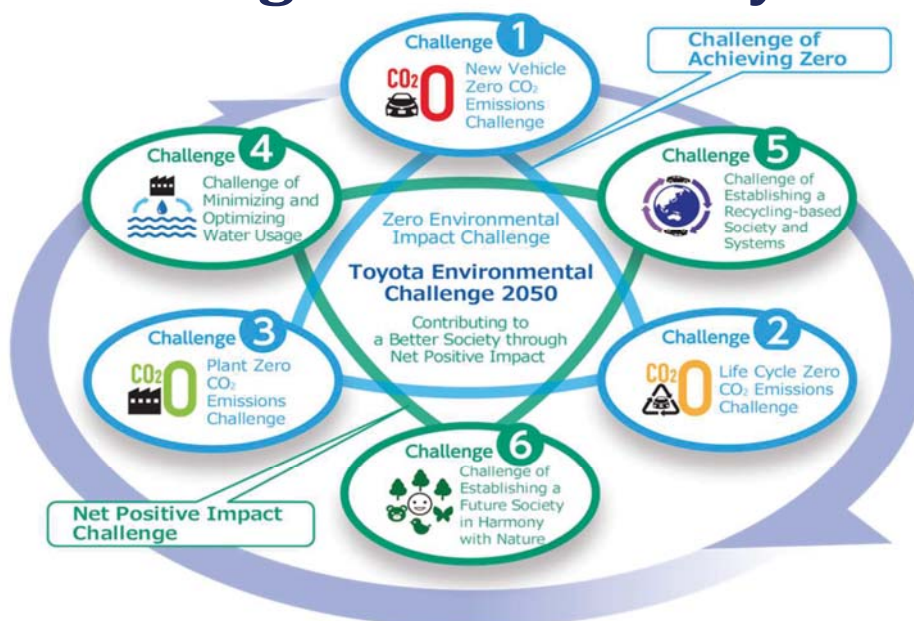 Challenge 1
CO₂ 0
New Vehicle
Zero CO₂
Emissions
Challenge
Challenge of
Achieving Zero
Challenge 4
Challenge of
Minimizing and
Optimizing
Water Usage
Challenge 5
Challenge of
Establishing a
Recycling-based
Society and
Systems
Zero Environmental
Impact Challenge
Toyota Environmental
Challenge 2050
Contributing to
a Better Society through
Net Positive Impact
Challenge 3
CO₂ 0
Plant Zero
CO₂
Emissions
Challenge
Challenge 2
CO₂ 0
Life Cycle Zero
CO₂ Emissions
Challenge
Challenge 6
Challenge of
Establishing a
Future Society
in Harmony
with Nature
Net Positive Impact
Challenge